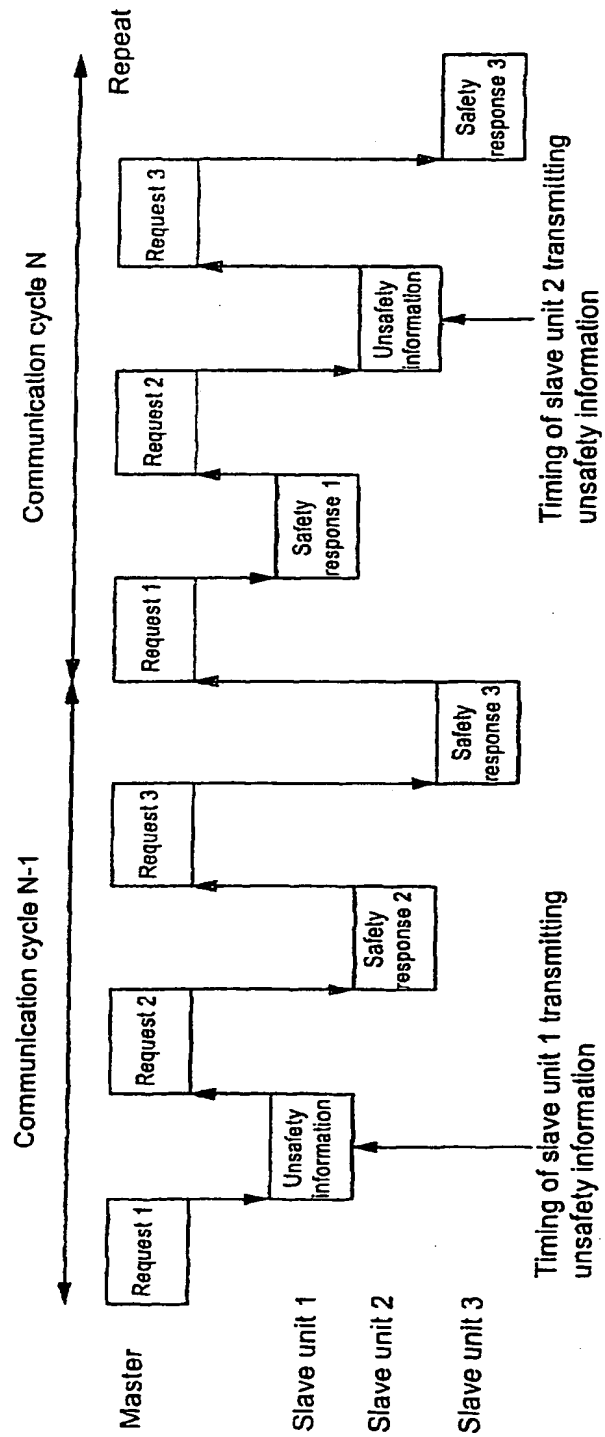 Communication cycle N-1
Communication cycle N
Repeat
Master
Request 1
Request 2
Request 3
Request 1
Request 2
Request 3
Slave unit 1
Unsafety
information
Safety
response 1
Slave unit 2
Safety
response 2
Unsafety
information
Slave unit 3
Safety
response 3
Safety
response 3
Timing of slave unit 1 transmitting
unsafety information
Timing of slave unit 2 transmitting
unsafety information